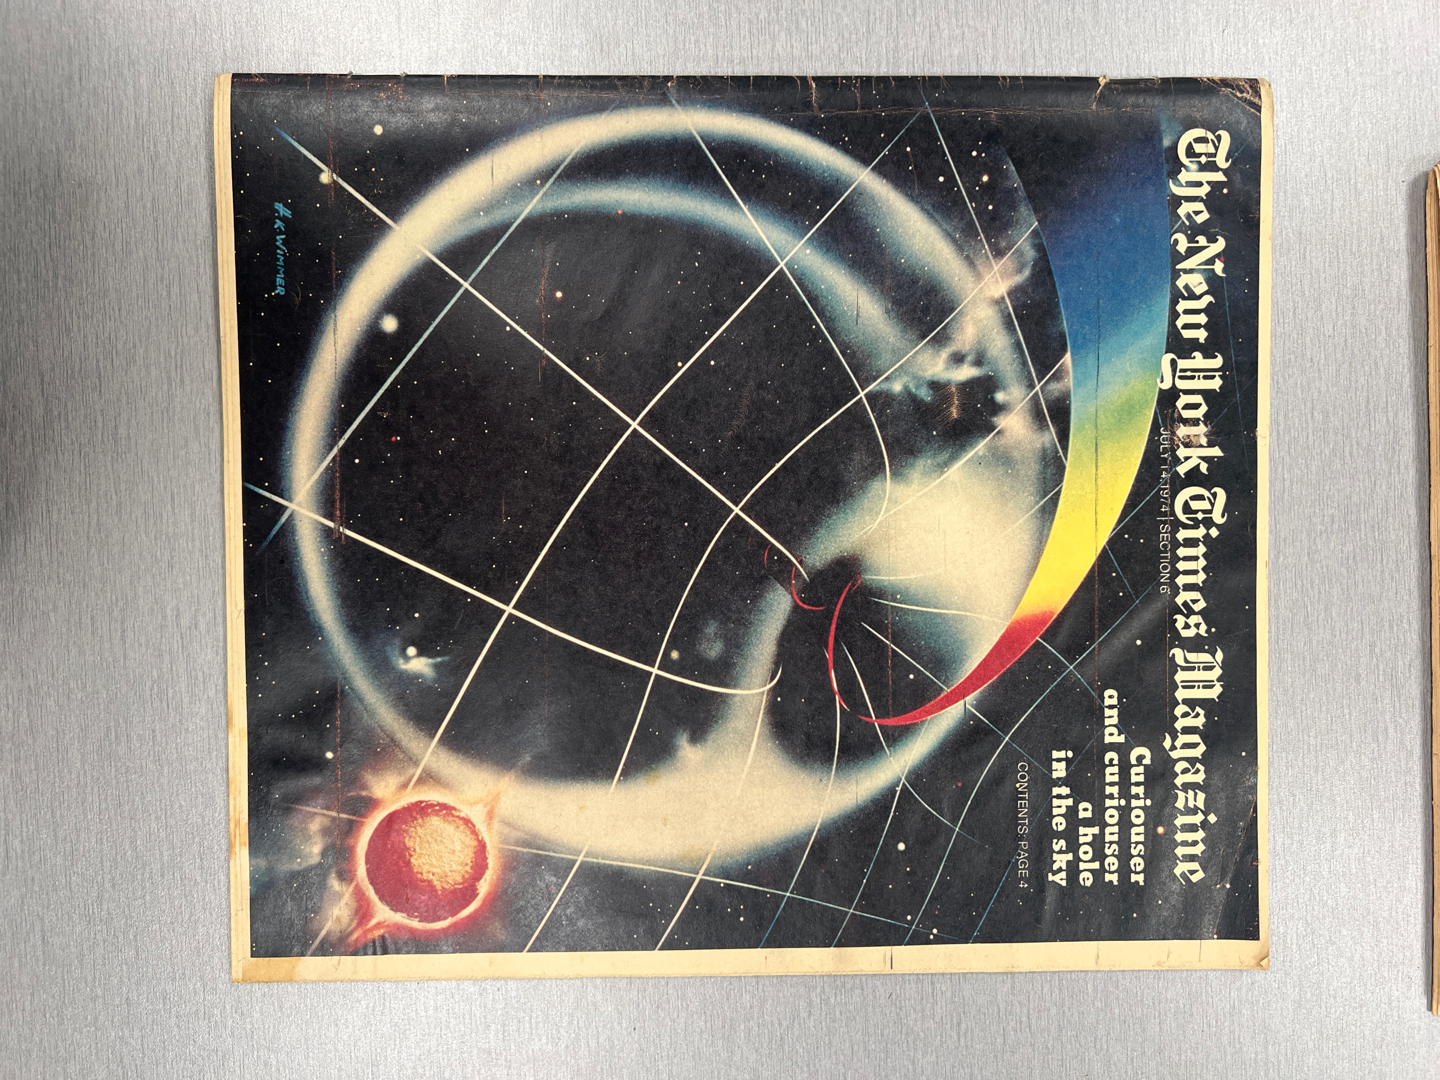 The New York Times Magazine
JULY 14, 1974 | SECTION 6
Curiouser
and curiouser
a hole
in the sky
CONTENTS: PAGE 4
H.K. WIMMER